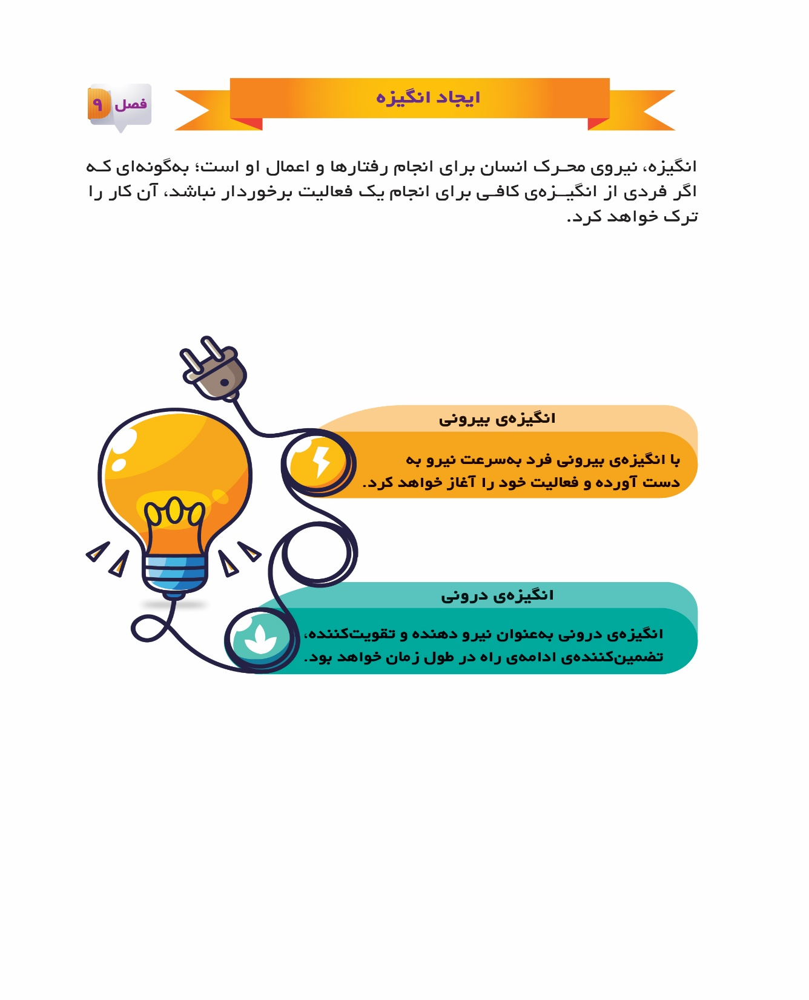 ایجاد انگیزه
فصل ۹
انگیزه، نیروی محـرک انسان برای انجام رفتارها و اعمال او است؛ به‌گونه‌ای کـه
اگر فردی از انگیــزه‌ی کافـی برای انجام یک فعالیت برخوردار نباشد، آن کار را
ترک خواهد کرد.
انگیزه‌ی بیرونی
با انگیزه‌ی بیرونی فرد به‌سرعت نیرو به
دست آورده و فعالیت خود را آغاز خواهد کرد.
انگیزه‌ی درونی
انگیزه‌ی درونی به‌عنوان نیرو دهنده و تقویت‌کننده،
تضمین‌کننده‌ی ادامه‌ی راه در طول زمان خواهد بود.